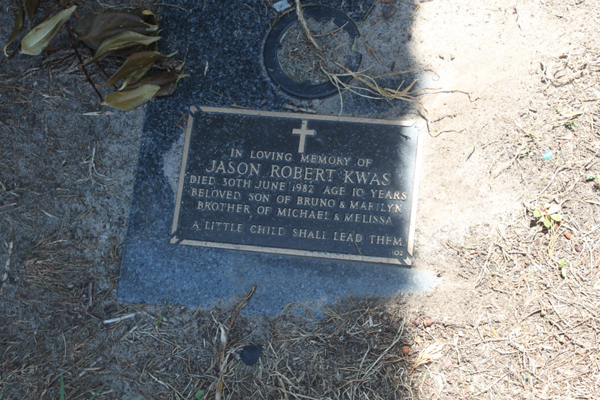 IN LOVING MEMORY OF
JASON ROBERT KWAS
DIED 30TH JUNE 1982 AGE 10 YEARS
BELOVED SON OF BRUNO & MARILYN
BROTHER OF MICHAEL & MELISSA
A LITTLE CHILD SHALL LEAD THEM